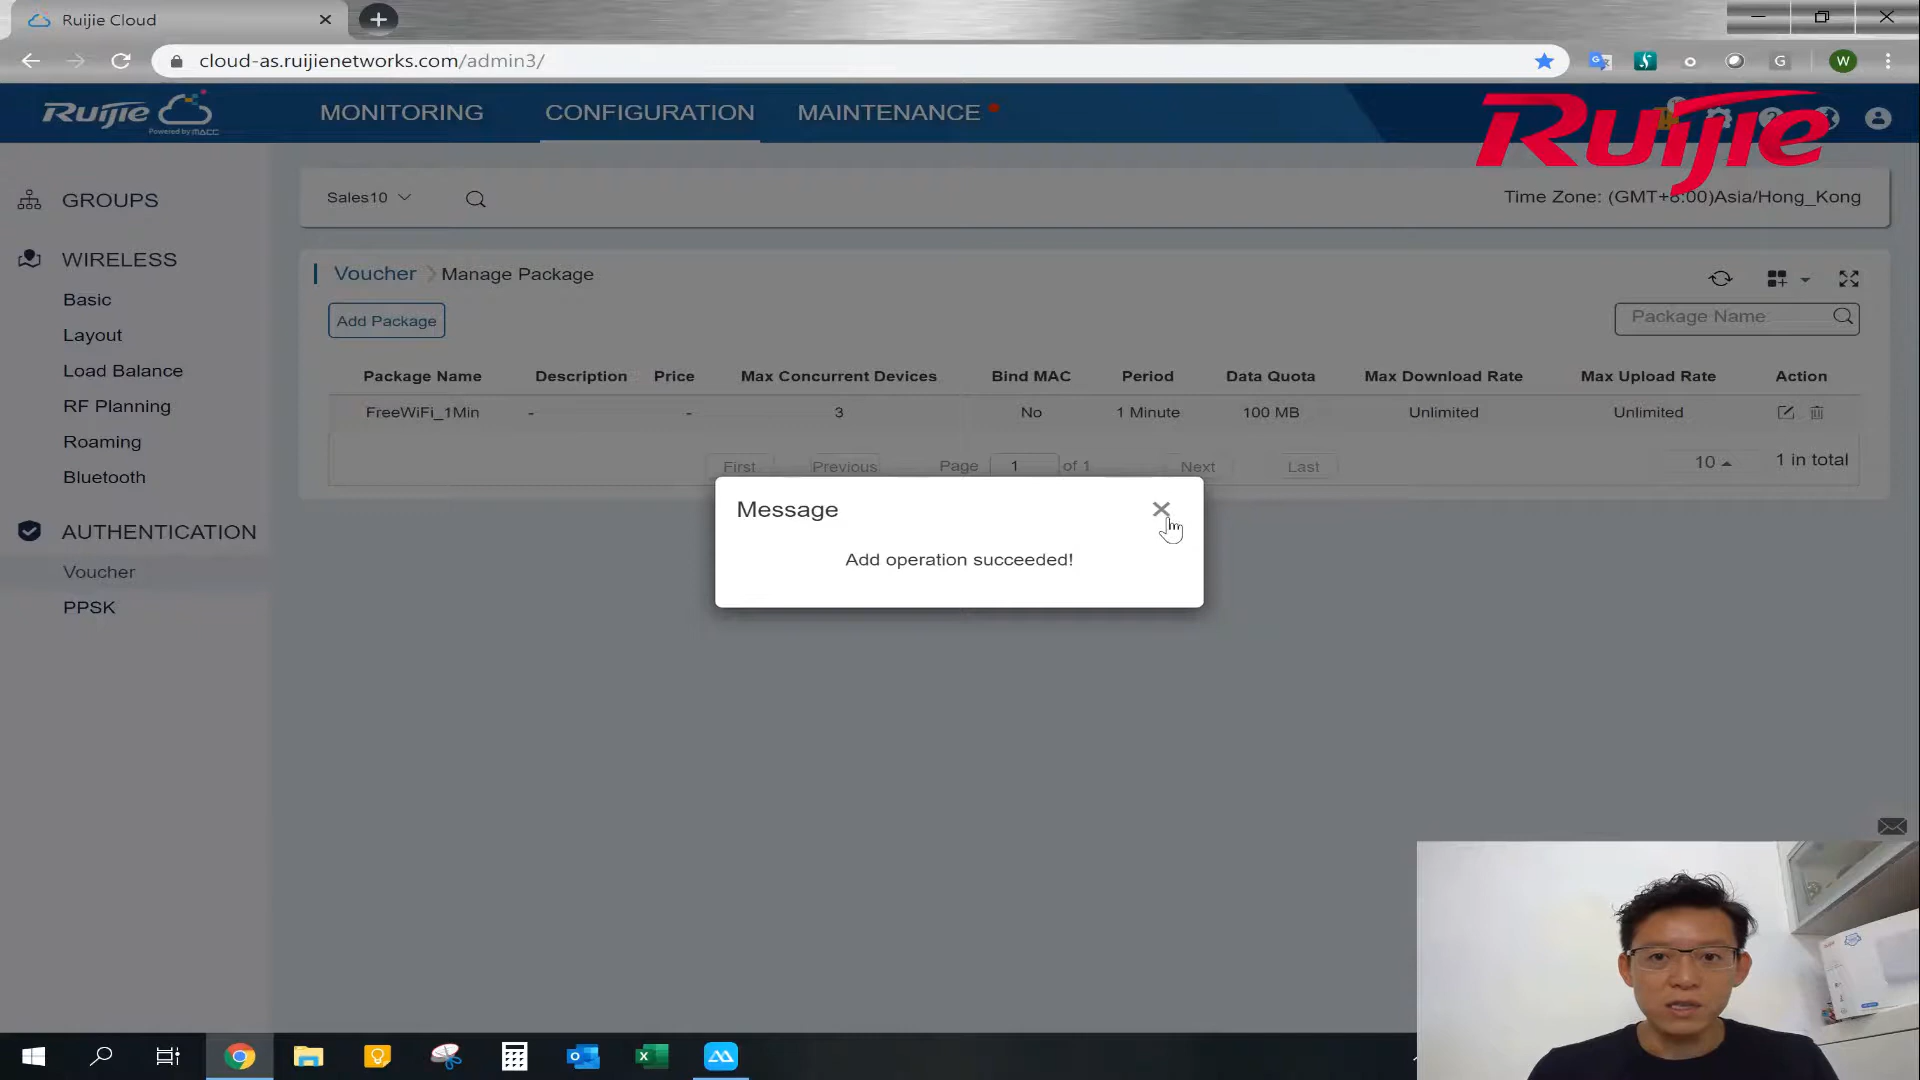 Ruijie Cloud
cloud-as.ruijienetworks.com/admin3/
G
W
Ruijie
Powered by MACC
MONITORING
CONFIGURATION
MAINTENANCE
Ruijie
GROUPS
WIRELESS
Basic
Layout
Load Balance
RF Planning
Roaming
Bluetooth
AUTHENTICATION
Voucher
PPSK
Sales10
Time Zone: (GMT+8:00)Asia/Hong_Kong
Voucher Manage Package
Add Package
Package Name
Package Name Description Price Max Concurrent Devices Bind MAC Period Data Quota Max Download Rate Max Upload Rate Action
FreeWiFi_1Min - - 3 No 1 Minute 100 MB Unlimited Unlimited
First Previous Page 1 of 1 Next Last 10 1 in total
Message
Add operation succeeded!